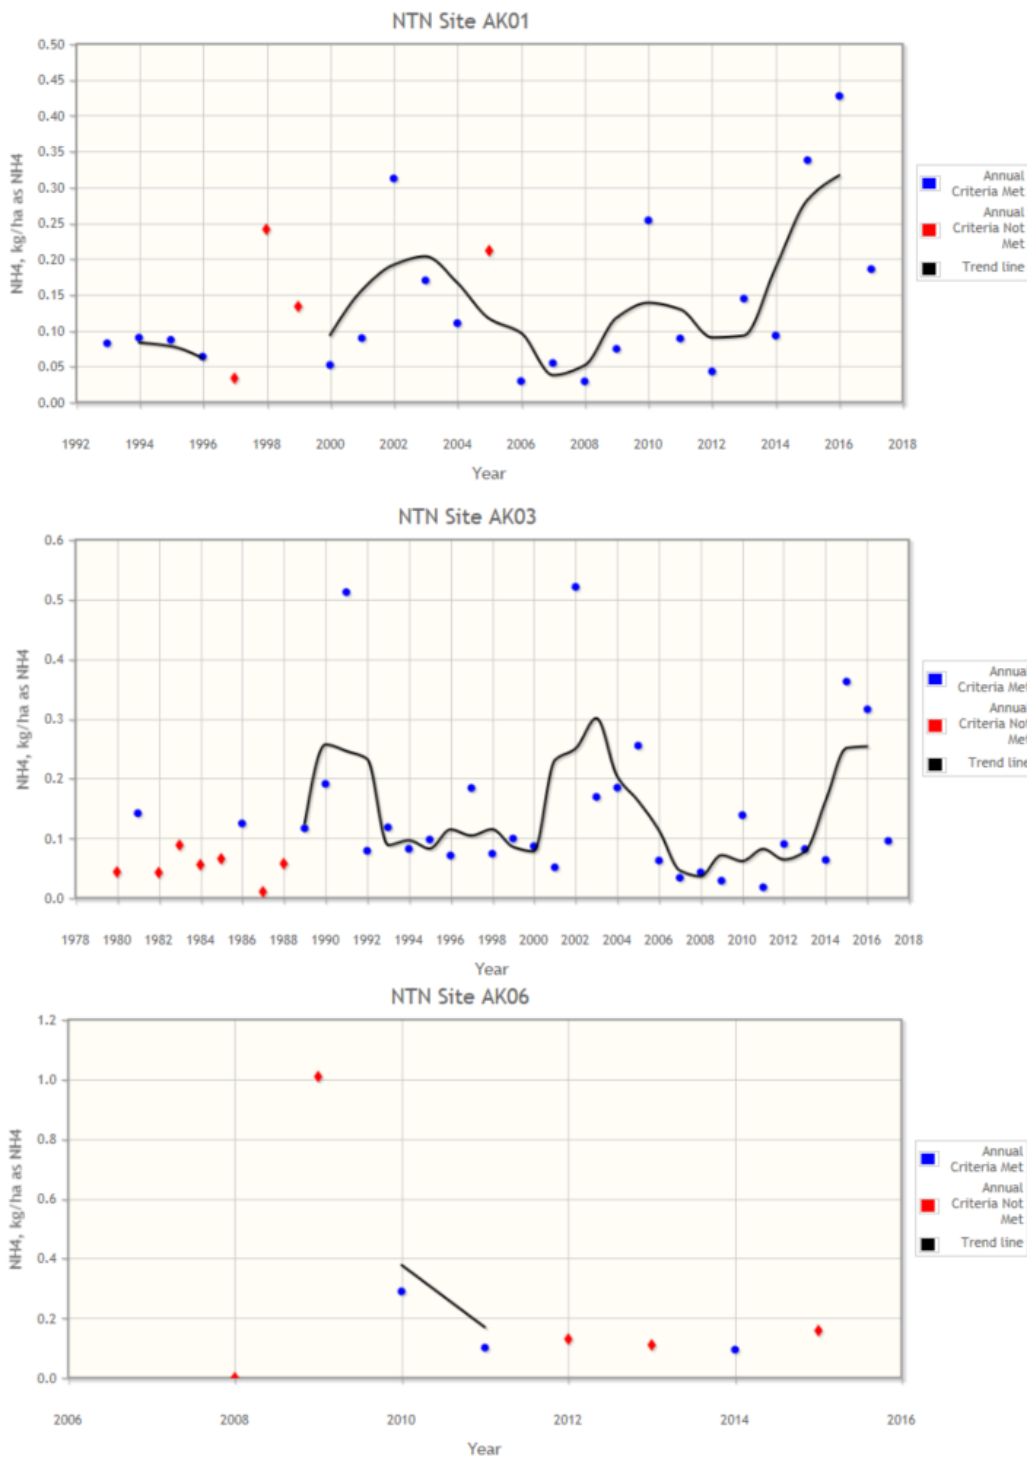 NTN Site AK01
0.50
0.45
0.40
0.35
0.30
0.25
0.20
0.15
0.10
0.05
0.00
NH4, kg/ha as NH4
1992 1994 1996 1998 2000 2002 2004 2006 2008 2010 2012 2014 2016 2018
Year
Annual
Criteria Met
Annual
Criteria Not
Met
Trend line
NTN Site AK03
0.6
0.5
0.4
0.3
0.2
0.1
0.0
NH4, kg/ha as NH4
1978 1980 1982 1984 1986 1988 1990 1992 1994 1996 1998 2000 2002 2004 2006 2008 2010 2012 2014 2016 2018
Year
Annual
Criteria Met
Annual
Criteria Not
Met
Trend line
NTN Site AK06
1.2
1.0
0.8
0.6
0.4
0.2
0.0
NH4, kg/ha as NH4
2006 2008 2010 2012 2014 2016
Year
Annual
Criteria Met
Annual
Criteria Not
Met
Trend line